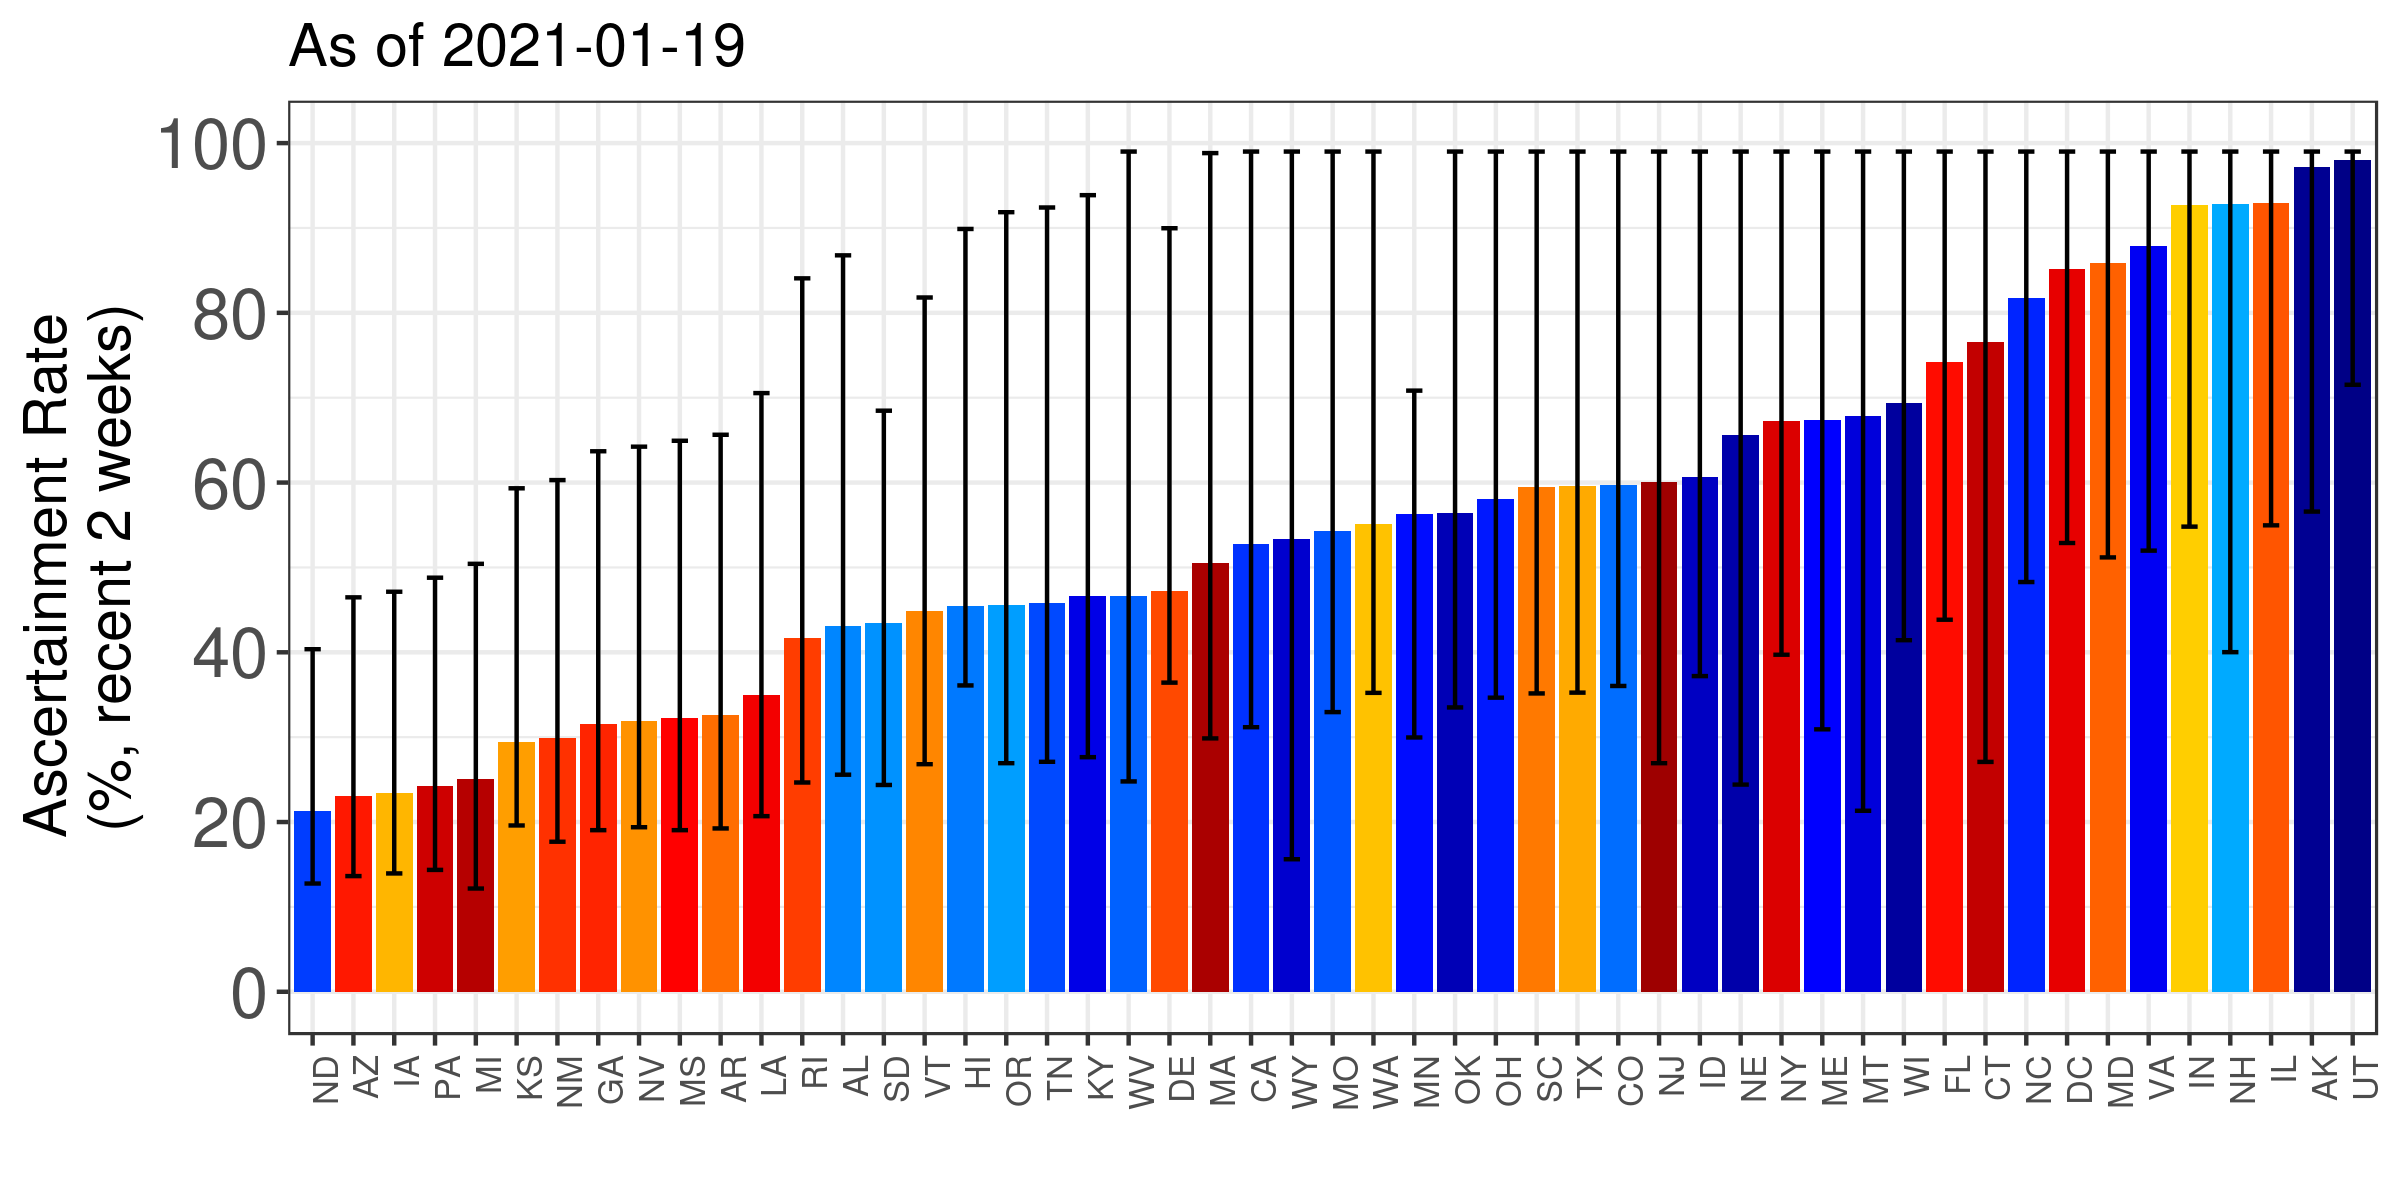 As of 2021-01-19
Ascertainment Rate
(%, recent 2 weeks)
100
80
60
40
20
0
ND AZ IA PA MI KS NM GA NV MS AR LA RI AL SD VT HI OR TN KY WV DE MA CA WY MO WA MN OK OH SC TX CO NJ ID NE NY ME MT WI FL CT NC DC MD VA IN NH IL AK UT